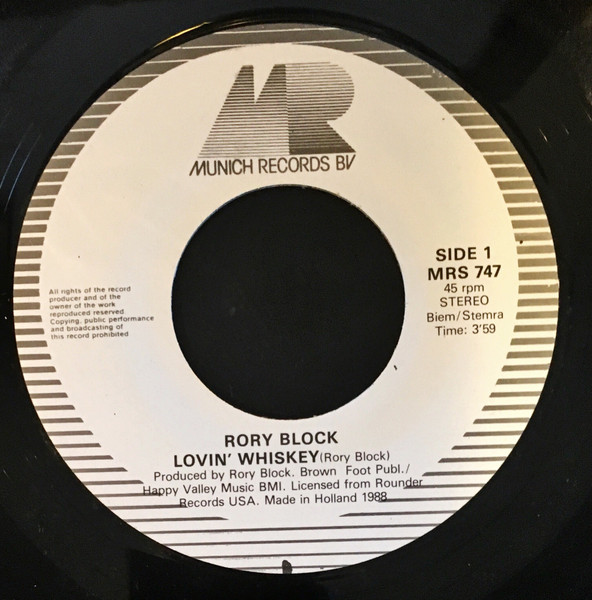 MR
MUNICH RECORDS BV
SIDE 1
MRS 747
45 rpm
STEREO
Biem/Stemra
Time: 3'59
All rights of the record
producer and of the
owner of the work
reproduced reserved
Copying, public performance
and broadcasting of
this record prohibited
RORY BLOCK
LOVIN' WHISKEY (Rory Block)
Produced by Rory Block. Brown Foot Publ./
Happy Valley Music BMI. Licensed from Rounder
Records USA. Made in Holland 1988